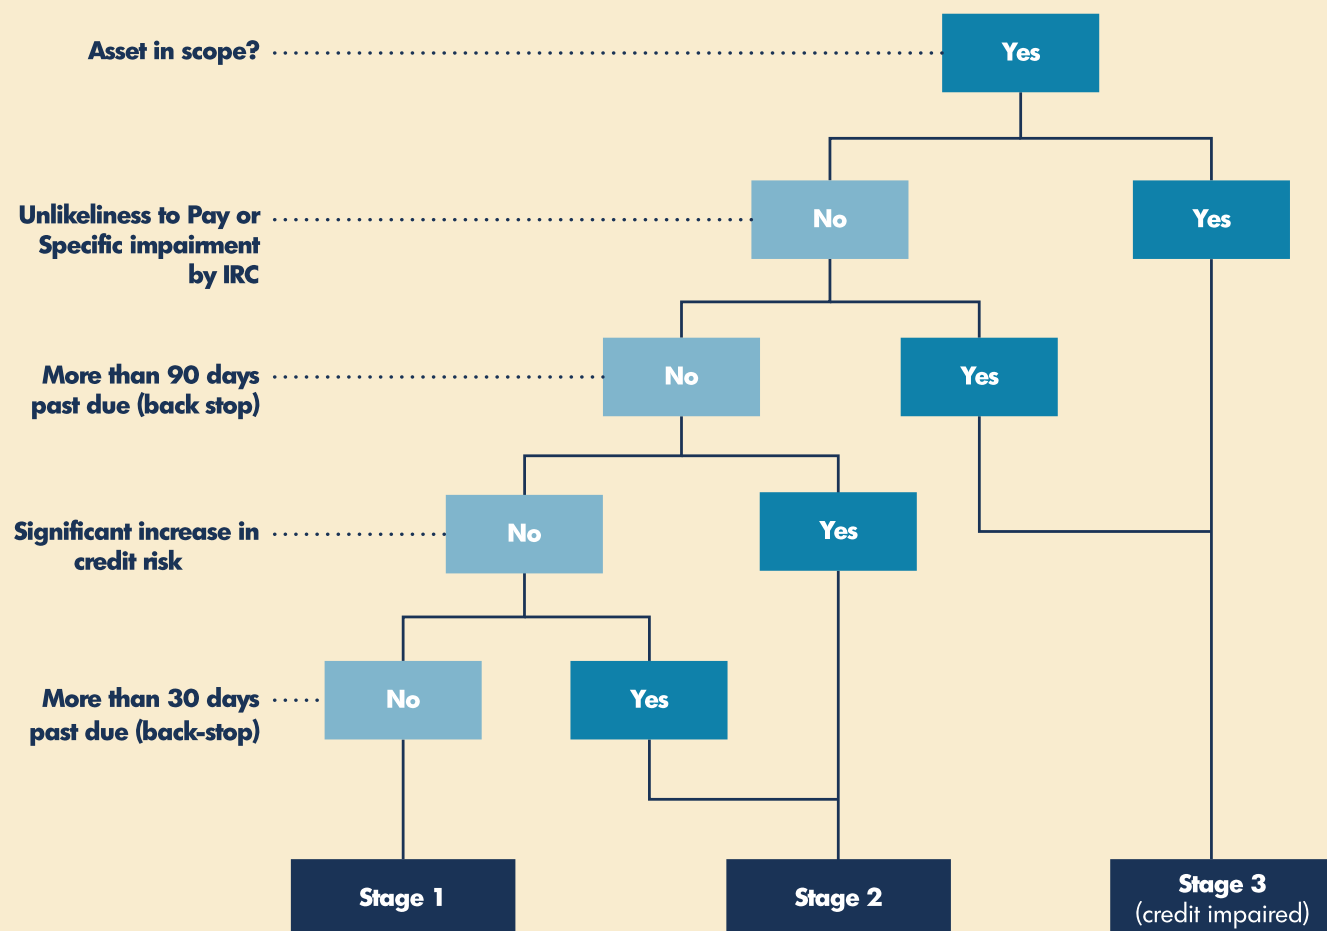 Asset in scope?
Yes
Unlikeliness to Pay or
Specific impairment
by IRC
No
Yes
More than 90 days
past due (back stop)
No
Yes
Significant increase in
credit risk
No
Yes
More than 30 days
past due (back-stop)
No
Yes
Stage 1
Stage 2
Stage 3
(credit impaired)